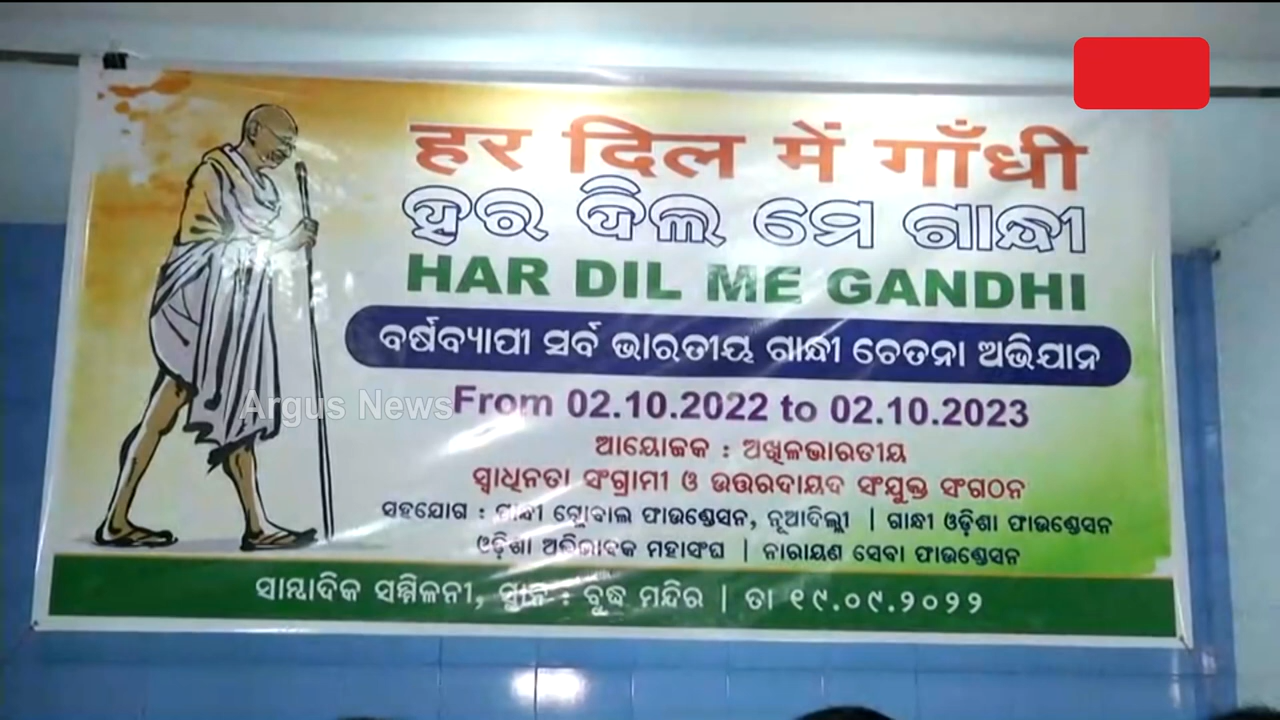 हर दिल में गाँधी
ହର ଦିଲ ମେ ଗାନ୍ଧୀ
HAR DIL ME GANDHI
ବର୍ଷବ୍ୟାପୀ ସର୍ବ ଭାରତୀୟ ଗାନ୍ଧୀ ଚେତନା ଅଭିଯାନ
Argus News
From 02.10.2022 to 02.10.2023
ଆୟୋଜକ : ଅଖିଳଭାରତୀୟ
ସ୍ୱାଧିନତା ସଂଗ୍ରାମୀ ଓ ଉତ୍ତରଦାୟଦ ସଂଯୁକ୍ତ ସଂଗଠନ
ସହଯୋଗ : ଗାନ୍ଧୀ ଗ୍ଲୋବାଲ ଫାଉଣ୍ଡେସନ, ନୂଆଦିଲ୍ଲୀ | ଗାନ୍ଧୀ ଓଡ଼ିଶା ଫାଉଣ୍ଡେସନ
ଓଡ଼ିଶା ଅଭିଭାବକ ମହାସଂଘ | ନାରାୟଣ ସେବା ଫାଉଣ୍ଡେସନ
ସାମ୍ବାଦିକ ସମ୍ମିଳନୀ, ସ୍ଥାନ : ବୁଦ୍ଧ ମନ୍ଦିର | ତା ୧୯.୦୯.୨୦୨୨